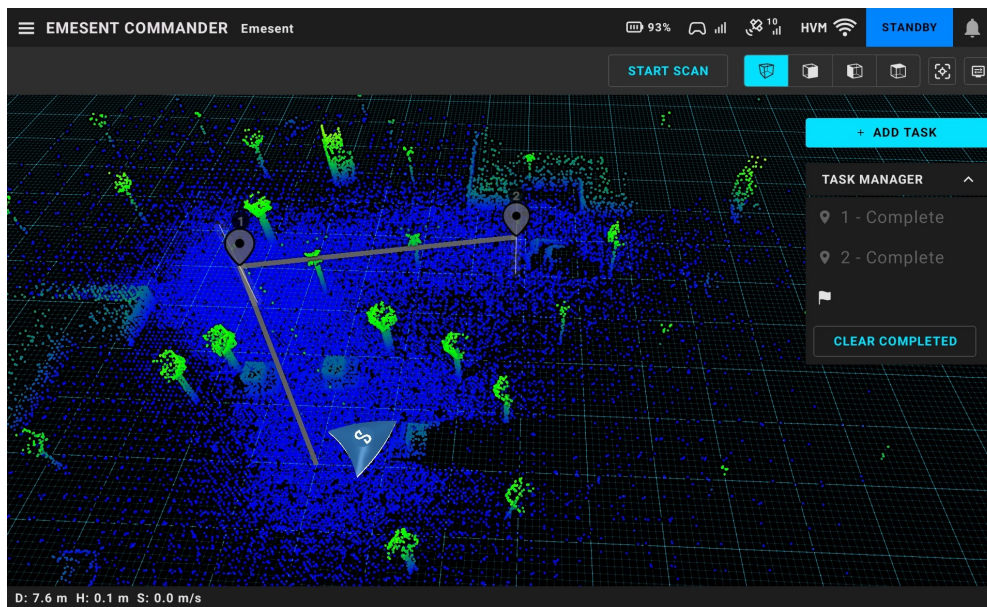 EMESENT COMMANDER Emesent 93% 10 HVM STANDBY
START SCAN
+ ADD TASK
TASK MANAGER
1 - Complete
2 - Complete
CLEAR COMPLETED
1
2
S
D: 7.6 m H: 0.1 m S: 0.0 m/s